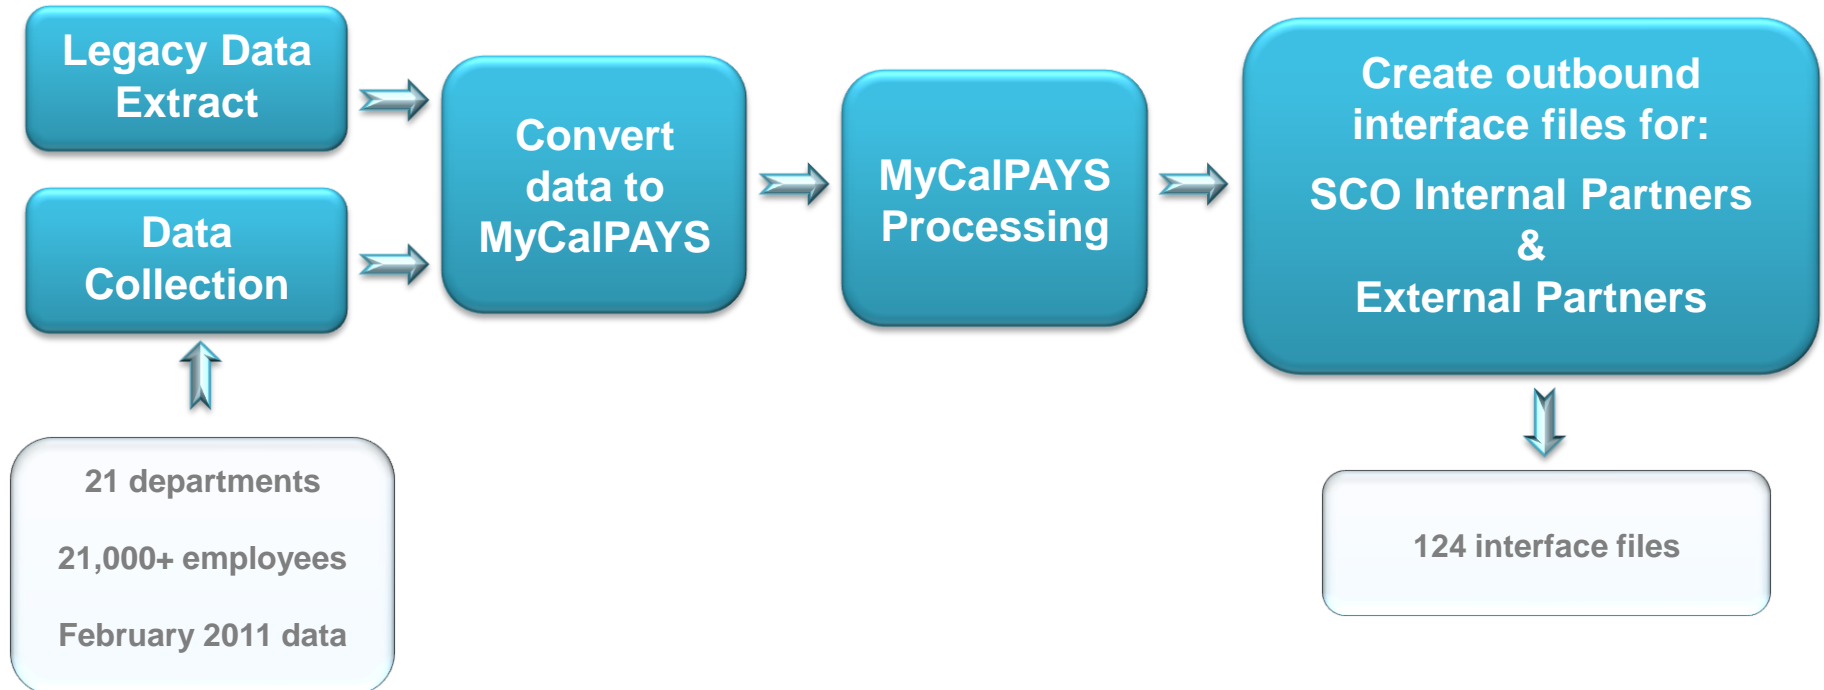 Legacy Data
Extract
Data
Collection
Convert
data to
MyCalPAYS
MyCalPAYS
Processing
Create outbound
interface files for:
SCO Internal Partners
&
External Partners
21 departments
21,000+ employees
February 2011 data
124 interface files